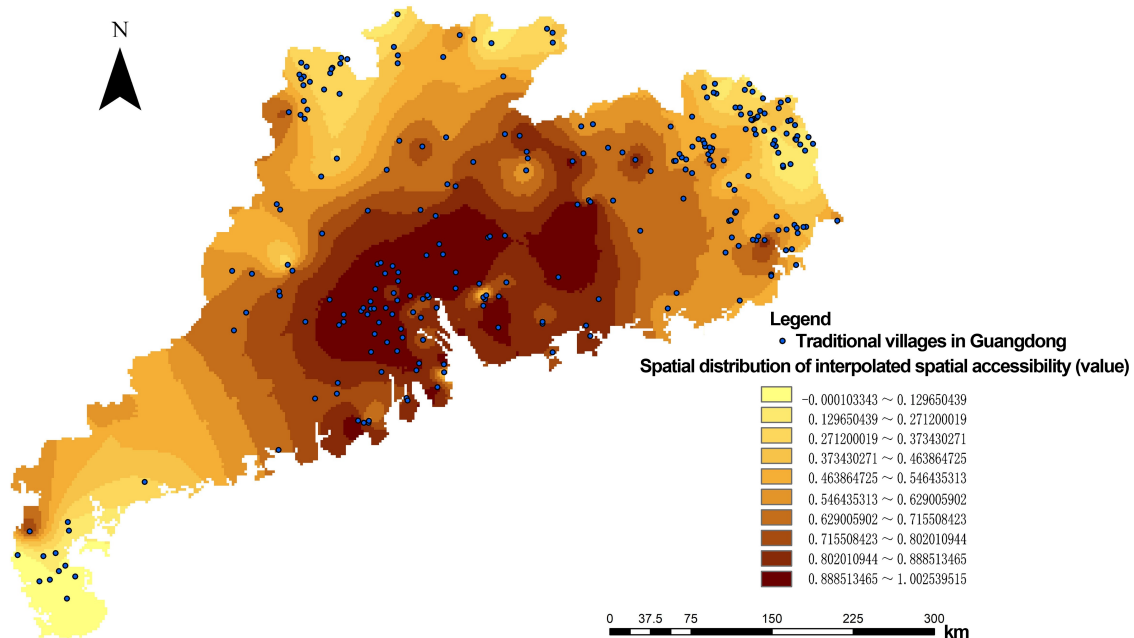 N
Legend
Traditional villages in Guangdong
Spatial distribution of interpolated spatial accessibility (value)
-0.000103343～0.129650439
0.129650439～0.271200019
0.271200019～0.373430271
0.373430271～0.463864725
0.463864725～0.546435313
0.546435313～0.629005902
0.629005902～0.715508423
0.715508423～0.802010944
0.802010944～0.888513465
0.888513465～1.002539515
0 37.5 75 150 225 300
km